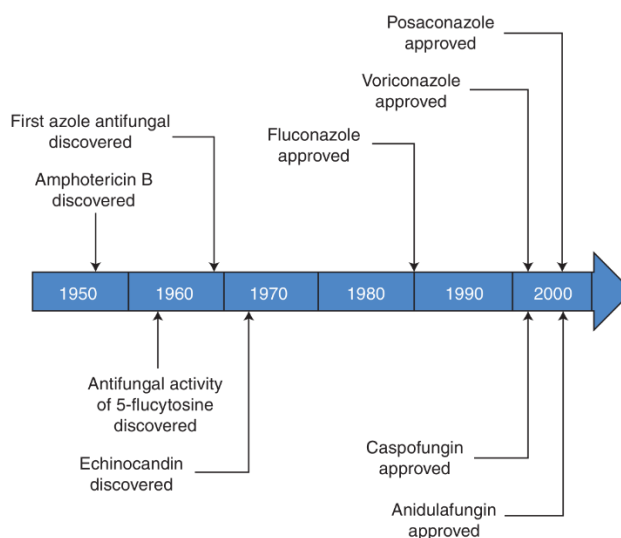 Posaconazole
approved
Voriconazole
approved
First azole antifungal
discovered
Fluconazole
approved
Amphotericin B
discovered
1950 1960 1970 1980 1990 2000
Antifungal activity
of 5-flucytosine
discovered
Echinocandin
discovered
Caspofungin
approved
Anidulafungin
approved